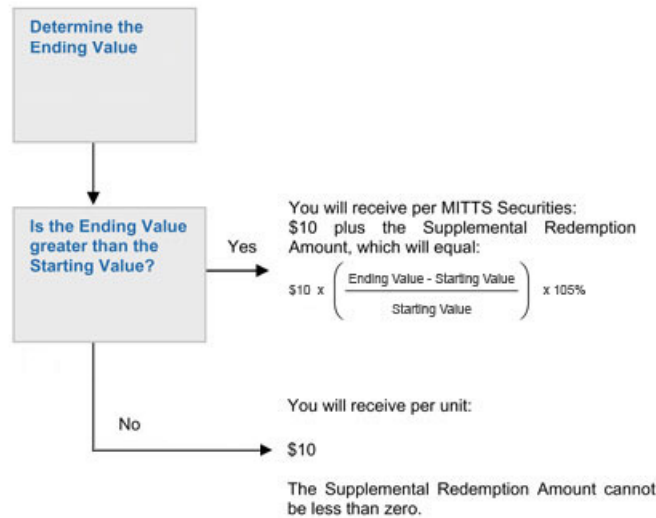 Determine the
Ending Value
Is the Ending Value
greater than the
Starting Value?
Yes
You will receive per MITTS Securities:
$10 plus the Supplemental Redemption
Amount, which will equal:
$10 x ( Ending Value - Starting Value / Starting Value ) x 105%
No
You will receive per unit:
$10
The Supplemental Redemption Amount cannot
be less than zero.